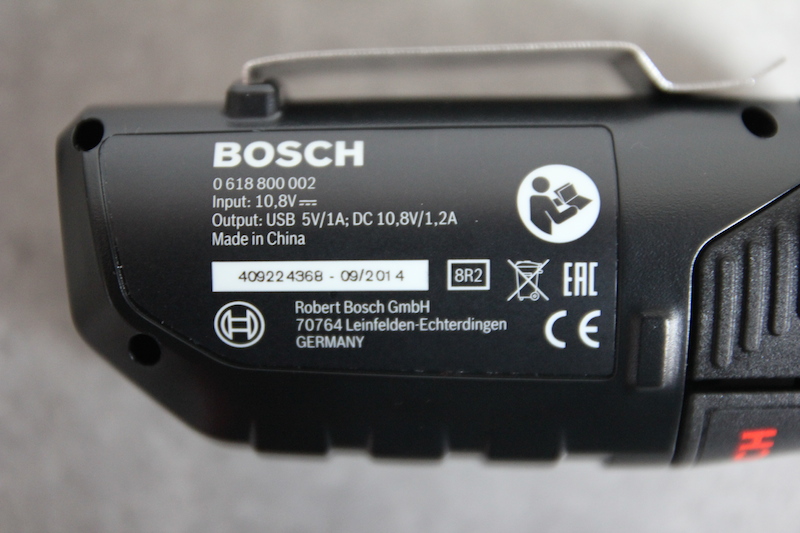 BOSCH
0 618 800 002
Input: 10,8V
Output: USB 5V/1A; DC 10,8V/1,2A
Made in China
409224368 - 09/2014
8R2
EAC
Robert Bosch GmbH
70764 Leinfelden-Echterdingen
GERMANY
CE